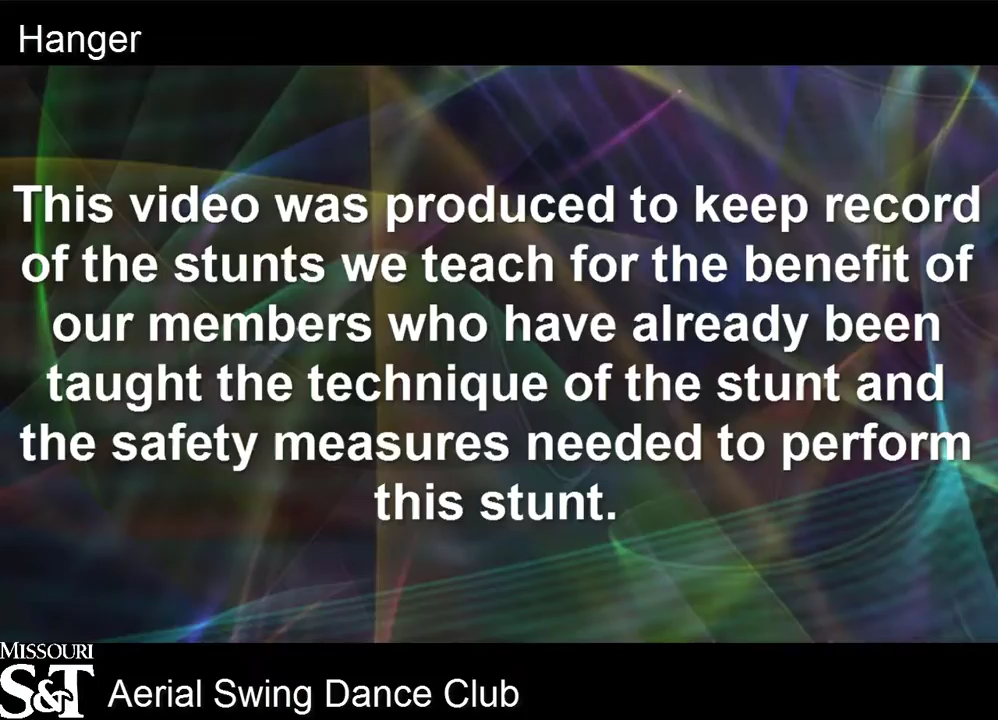 Hanger
This video was produced to keep record
of the stunts we teach for the benefit of
our members who have already been
taught the technique of the stunt and
the safety measures needed to perform
this stunt.
MISSOURI
S&T
Aerial Swing Dance Club